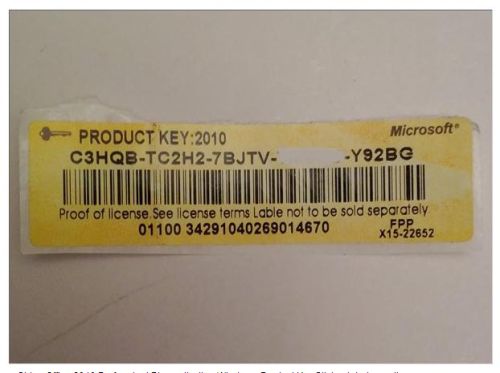 PRODUCT KEY:2010
Microsoft®
C3HQB-TC2H2-7BJTV- -Y92BG
Proof of license.See license terms Lable not to be sold separately
01100 34291040269014670
FPP
X15-22652